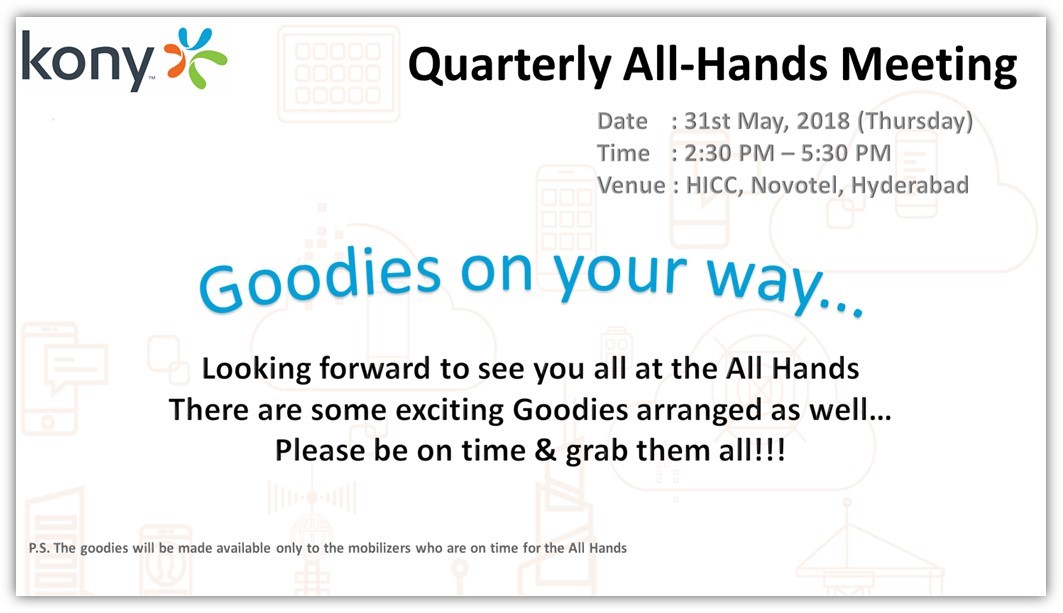 kony™
Quarterly All-Hands Meeting
Date : 31st May, 2018 (Thursday)
Time : 2:30 PM – 5:30 PM
Venue : HICC, Novotel, Hyderabad
Goodies on your way...
Looking forward to see you all at the All Hands
There are some exciting Goodies arranged as well...
Please be on time & grab them all!!!
P.S. The goodies will be made available only to the mobilizers who are on time for the All Hands